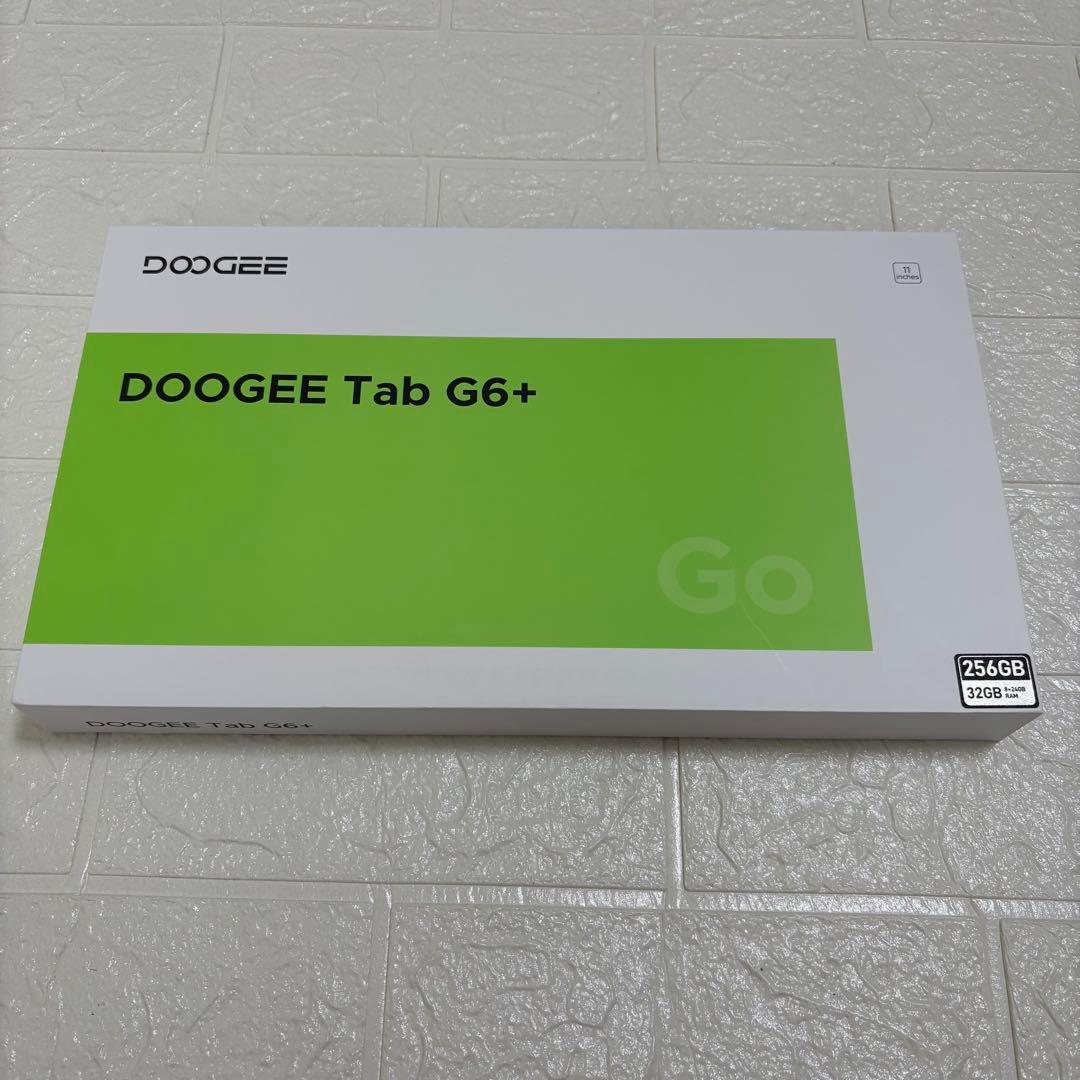 DOOGEE
11
inches
DOOGEE Tab G6+
Go
256GB
32GB 8+24GB
RAM
DOOGEE Tab G6+